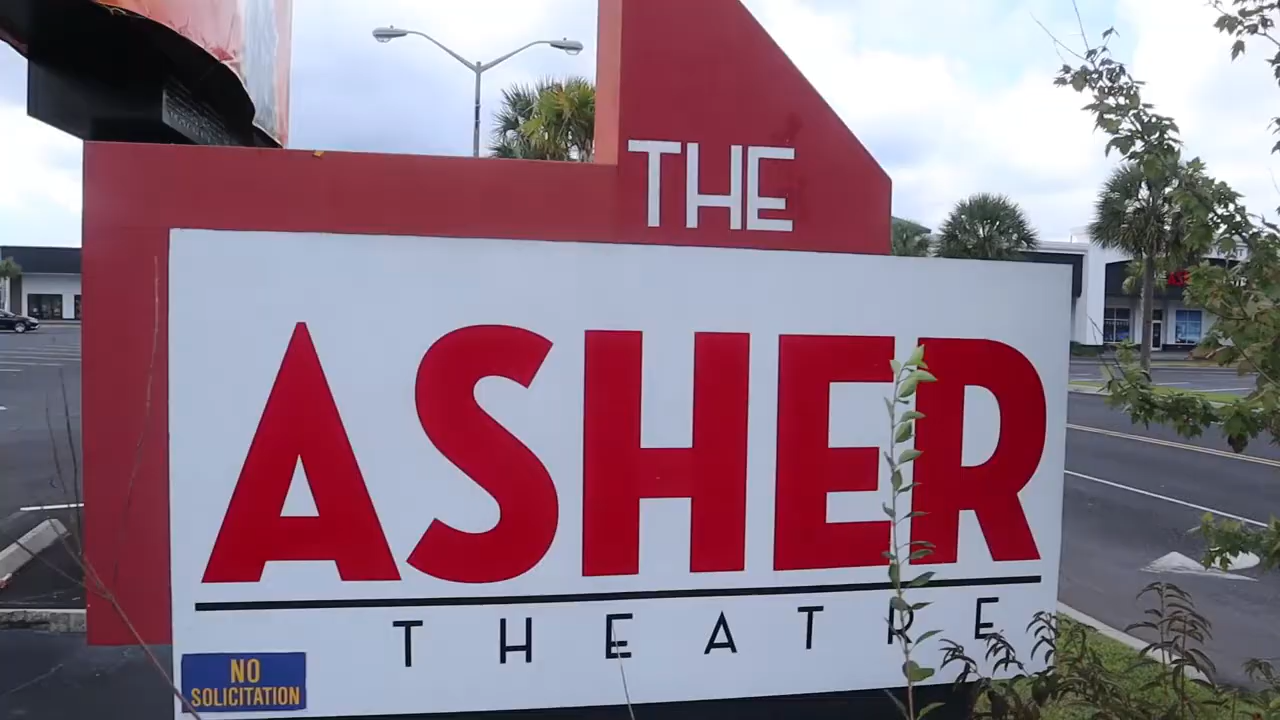 THE
ASHER
THEATRE
NO
SOLICITATION